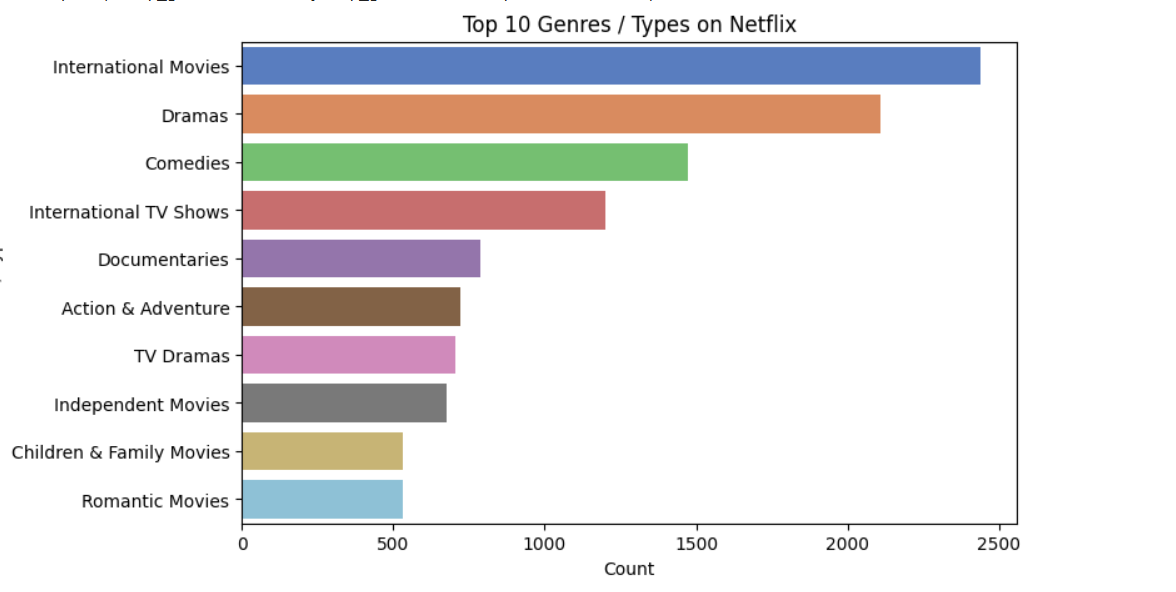 Top 10 Genres / Types on Netflix
International Movies
Dramas
Comedies
International TV Shows
Documentaries
Action & Adventure
TV Dramas
Independent Movies
Children & Family Movies
Romantic Movies
0 500 1000 1500 2000 2500
Count